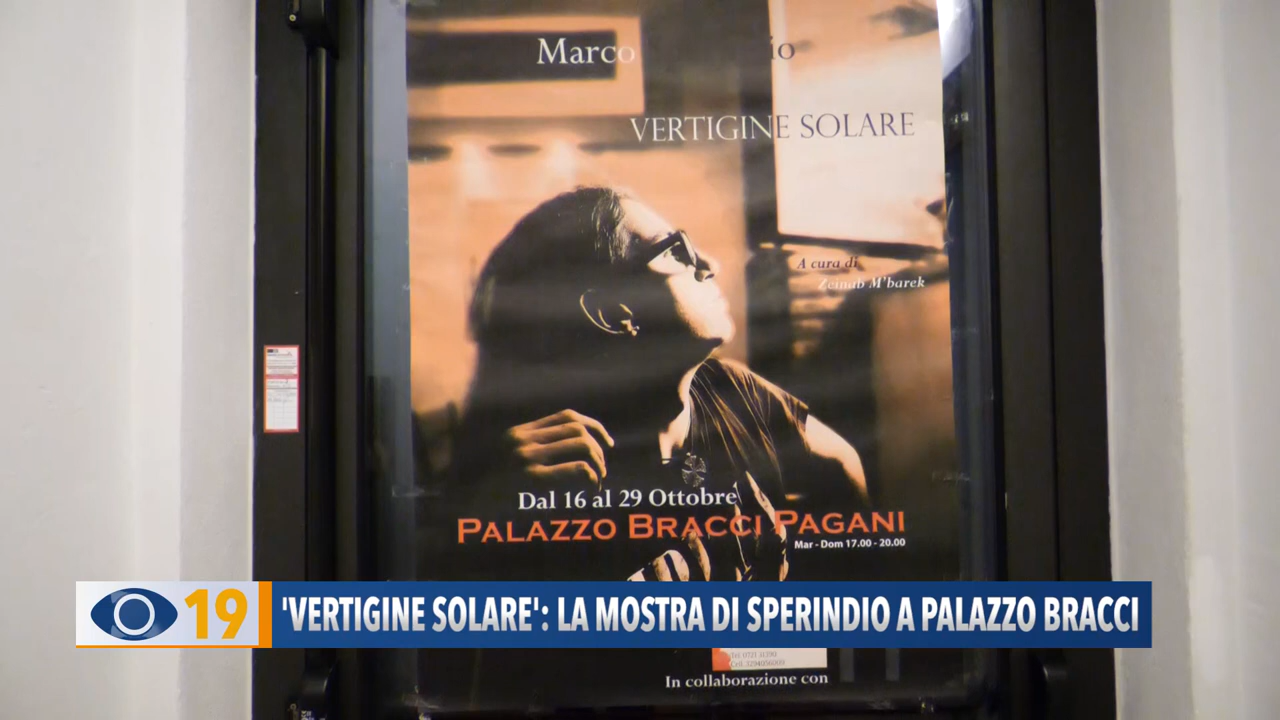 Marco
VERTIGINE SOLARE
A cura di
Zeinab M'barek
Dal 16 al 29 Ottobre
PALAZZO BRACCI PAGANI
Mar - Dom 17.00 - 20.00
19 'VERTIGINE SOLARE': LA MOSTRA DI SPERINDIO A PALAZZO BRACCI
In collaborazione con